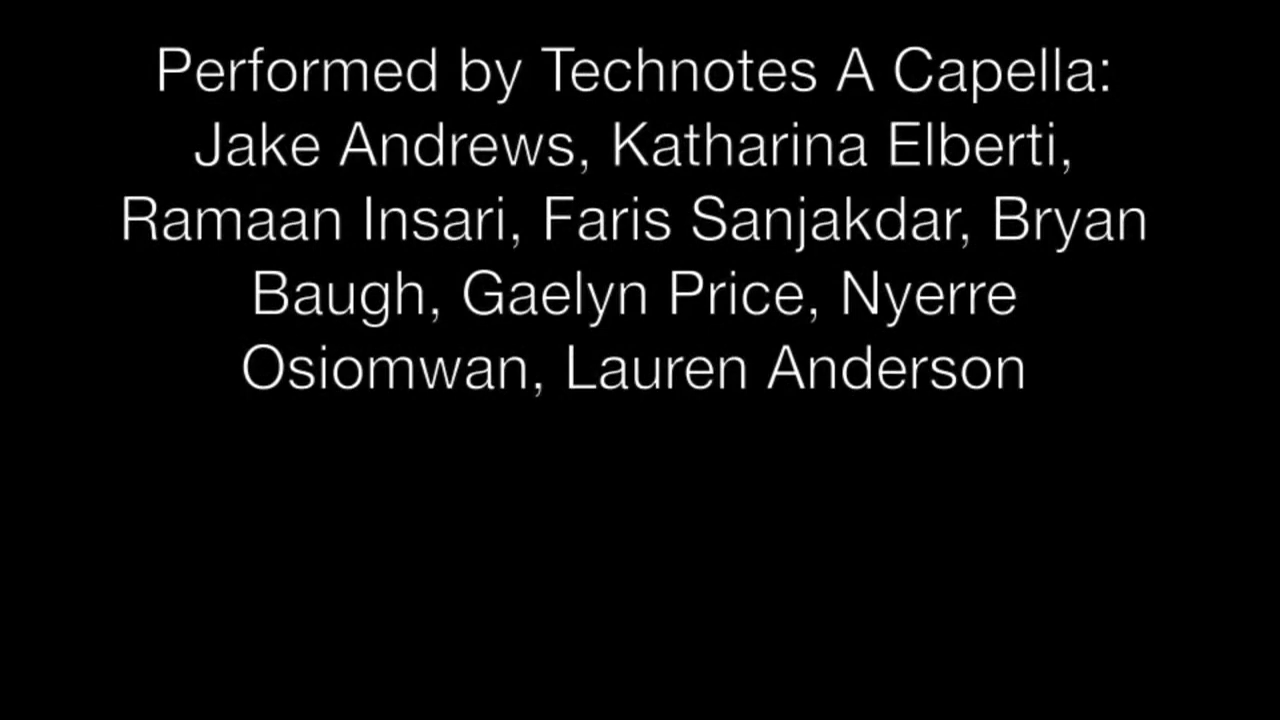 Performed by Technotes A Capella:
Jake Andrews, Katharina Elberti,
Ramaan Insari, Faris Sanjakdar, Bryan
Baugh, Gaelyn Price, Nyerre
Osiomwan, Lauren Anderson